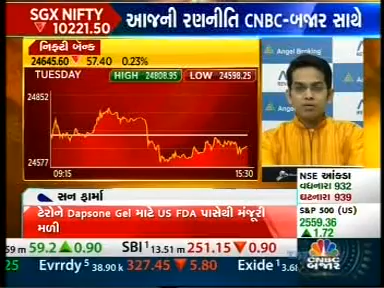 SGX NIFTY
10221.50
આજની રણનીતિ CNBC-બજાર સાથે
નિફ્ટી બેન્ક
24645.60 57.40 0.23%
TUESDAY HIGH 24808.95 LOW 24598.25
24852
24577
09:15 15:30
Angel Broking
NSE આંકડા
વધનારા 932
ઘટનારા 939
S&P 500 (US)
2559.36
1.72
સન ફાર્મા
ટેરોને Dapsone Gel માટે US FDA પાસેથી મંજૂરી
મળી
59 m 59.2 0.90 SBI 13.51 m 251.15 0.90
25 Evrrdy 38.90 k 327.45 5.80 Exide 3.68
CNBC
બજાર